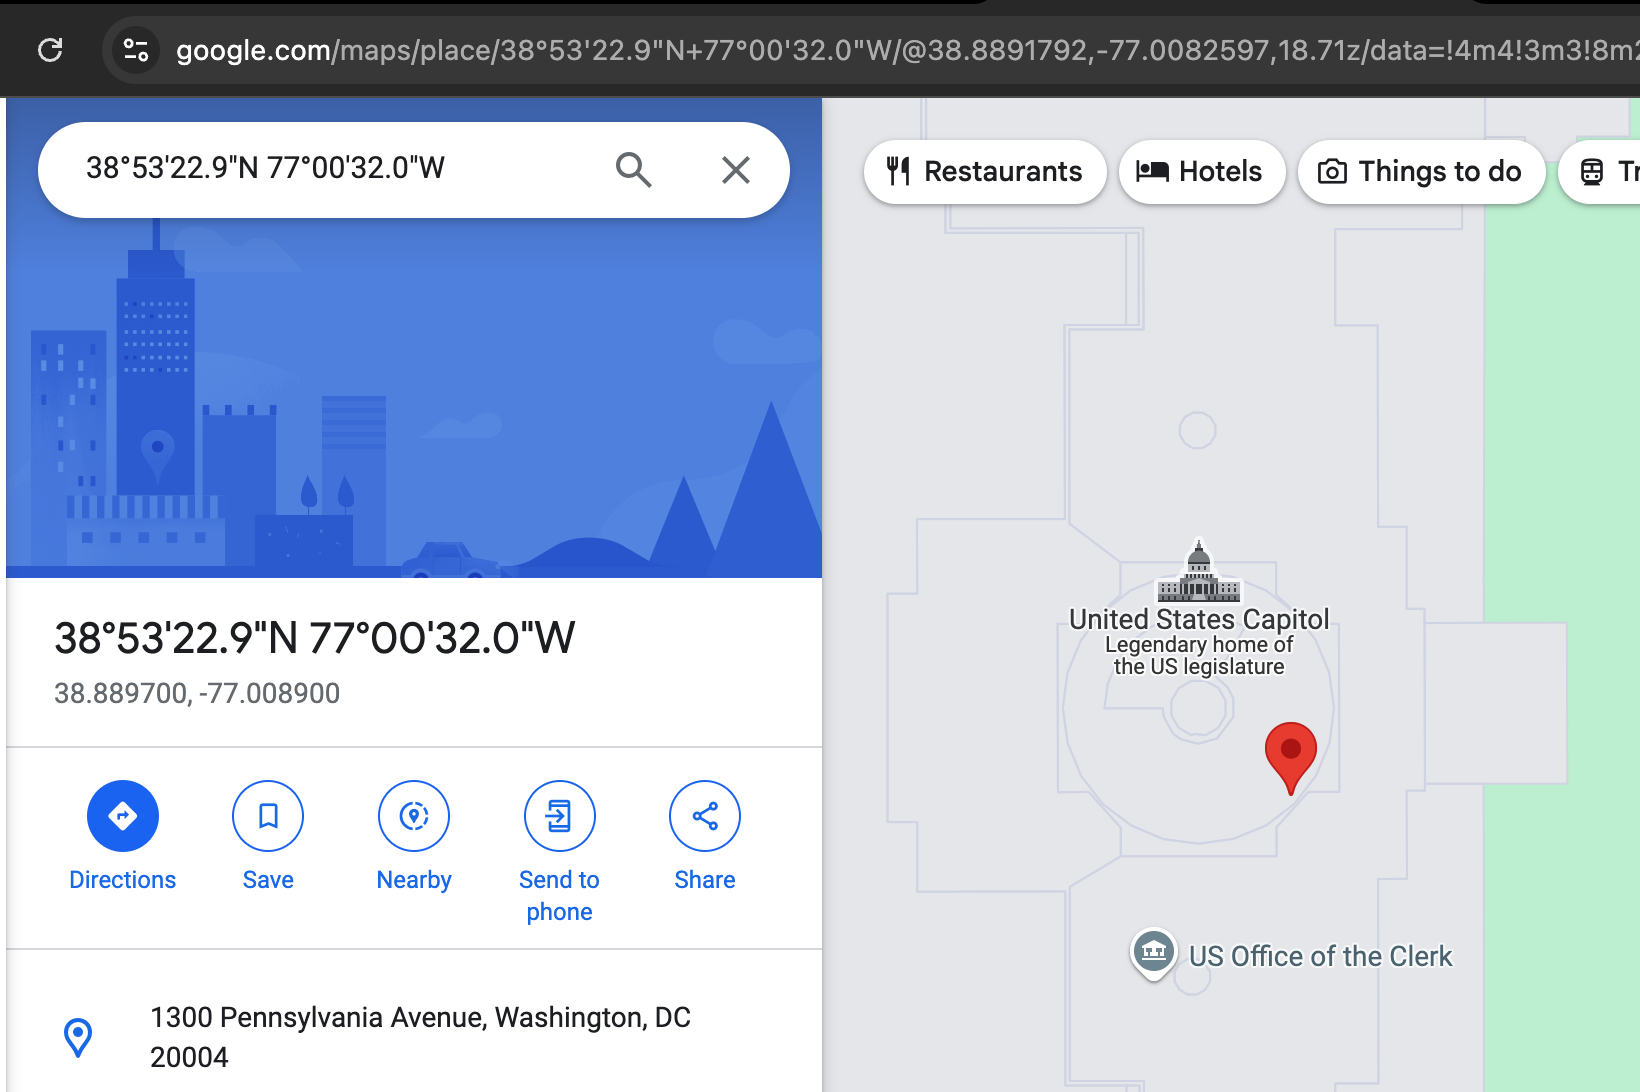 google.com/maps/place/38°53'22.9"N+77°00'32.0"W/@38.8891792,-77.0082597,18.71z/data=!4m4!3m3!8m2
38°53'22.9"N 77°00'32.0"W
Restaurants
Hotels
Things to do
Tr
United States Capitol
Legendary home of
the US legislature
38°53'22.9"N 77°00'32.0"W
38.889700, -77.008900
Directions
Save
Nearby
Send to
phone
Share
US Office of the Clerk
1300 Pennsylvania Avenue, Washington, DC
20004